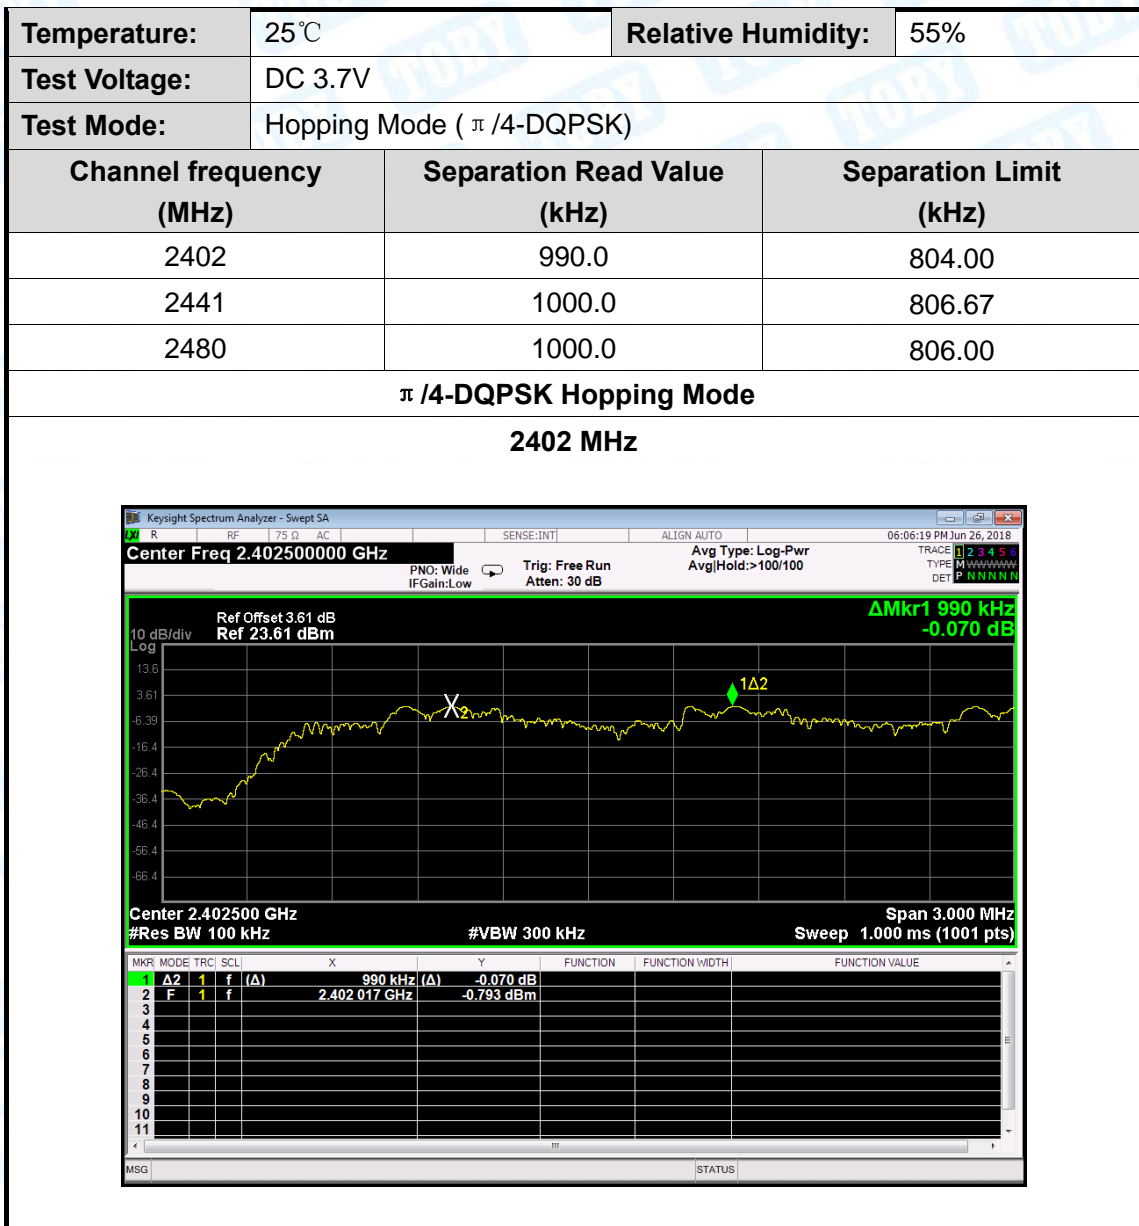 Temperature: 25℃ Relative Humidity: 55%
Test Voltage: DC 3.7V
Test Mode: Hopping Mode ( π /4-DQPSK)
Channel frequency (MHz) Separation Read Value (kHz) Separation Limit (kHz)
2402 990.0 804.00
2441 1000.0 806.67
2480 1000.0 806.00
π /4-DQPSK Hopping Mode
2402 MHz
Keysight Spectrum Analyzer - Swept SA
LXI R RF 75 Ω AC SENSE:INT ALIGN AUTO 06:06:19 PM Jun 26, 2018
Center Freq 2.402500000 GHz Avg Type: Log-Pwr TRACE 1 2 3 4 5 6
PNO: Wide Trig: Free Run Avg|Hold:>100/100 TYPE M WWWWW
IFGain:Low Atten: 30 dB DET P N N N N N
ΔMkr1 990 kHz
-0.070 dB
Ref Offset 3.61 dB
10 dB/div Ref 23.61 dBm
Log
13.6
3.61
-6.39
-16.4
-26.4
-36.4
-46.4
-56.4
-66.4
X2
1Δ2
Center 2.402500 GHz Span 3.000 MHz
#Res BW 100 kHz #VBW 300 kHz Sweep 1.000 ms (1001 pts)
MKR MODE TRC SCL X Y FUNCTION FUNCTION WIDTH FUNCTION VALUE
1 Δ2 1 f (Δ) 990 kHz (Δ) -0.070 dB
2 F 1 f 2.402 017 GHz -0.793 dBm
3
4
5
6
7
8
9
10
11
MSG STATUS
TOBY